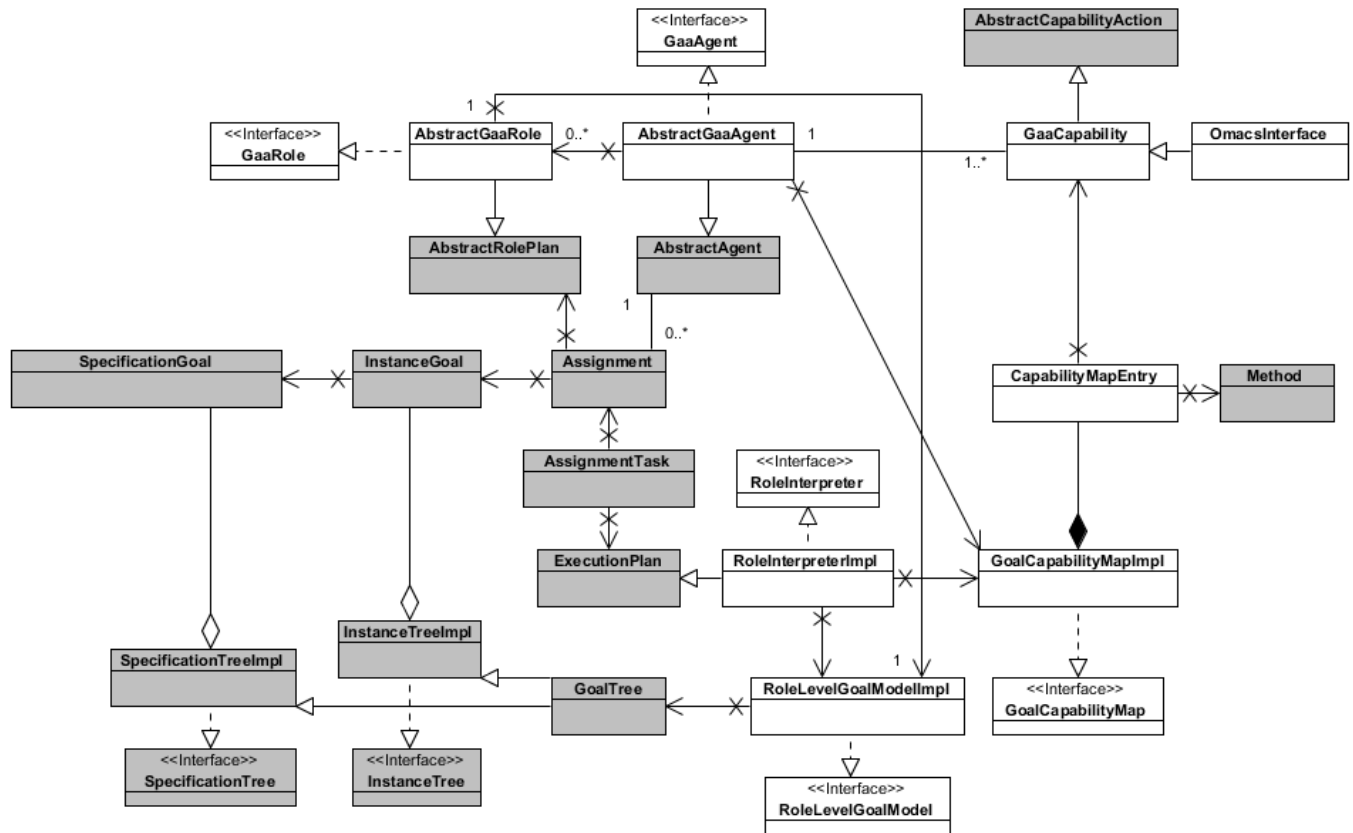 <<Interface>>
GaaAgent
AbstractCapabilityAction
1
AbstractGaaRole
0..*
AbstractGaaAgent
1
GaaCapability
OmacsInterface
<<Interface>>
GaaRole
1..*
AbstractRolePlan
AbstractAgent
1
0..*
SpecificationGoal
InstanceGoal
Assignment
CapabilityMapEntry
Method
AssignmentTask
<<Interface>>
RoleInterpreter
ExecutionPlan
RoleInterpreterImpl
GoalCapabilityMapImpl
InstanceTreeImpl
SpecificationTreeImpl
1
GoalTree
RoleLevelGoalModelImpl
<<Interface>>
GoalCapabilityMap
<<Interface>>
SpecificationTree
<<Interface>>
InstanceTree
<<Interface>>
RoleLevelGoalModel